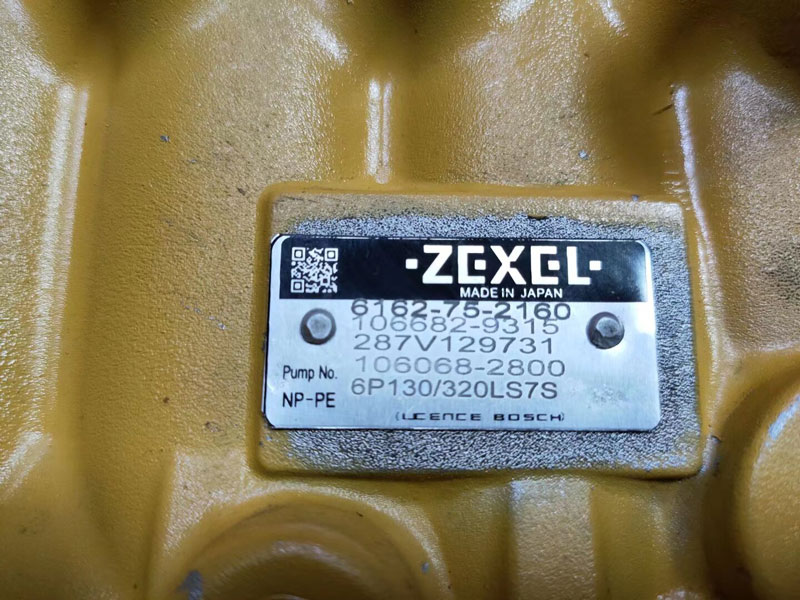 ·ZEXEL·
MADE IN JAPAN
6162-75-2160
106682-9315
287V129731
Pump No. 106068-2800
NP-PE 6P130/320LS7S
(LICENCE BOSCH)